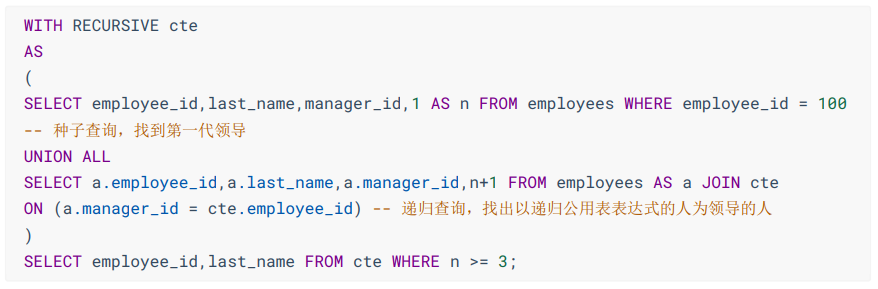 WITH RECURSIVE cte
AS
(
SELECT employee_id,last_name,manager_id,1 AS n FROM employees WHERE employee_id = 100
-- 种子查询，找到第一代领导
UNION ALL
SELECT a.employee_id,a.last_name,a.manager_id,n+1 FROM employees AS a JOIN cte
ON (a.manager_id = cte.employee_id) -- 递归查询，找出以递归公用表表达式的人为领导的人
)
SELECT employee_id,last_name FROM cte WHERE n >= 3;